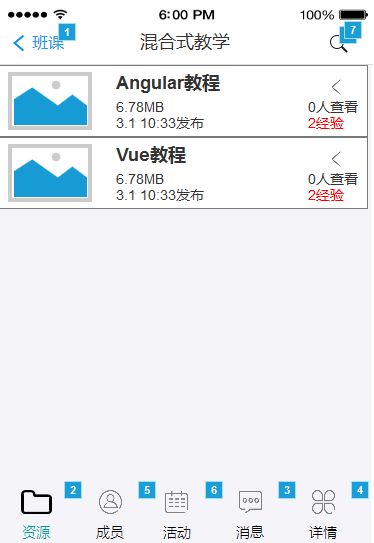 6:00 PM 100%
班课 1 混合式教学 7
Angular教程
6.78MB 0人查看
3.1 10:33发布 2经验
Vue教程
6.78MB 0人查看
3.1 10:33发布 2经验
2 5 6 3 4
资源 成员 活动 消息 详情